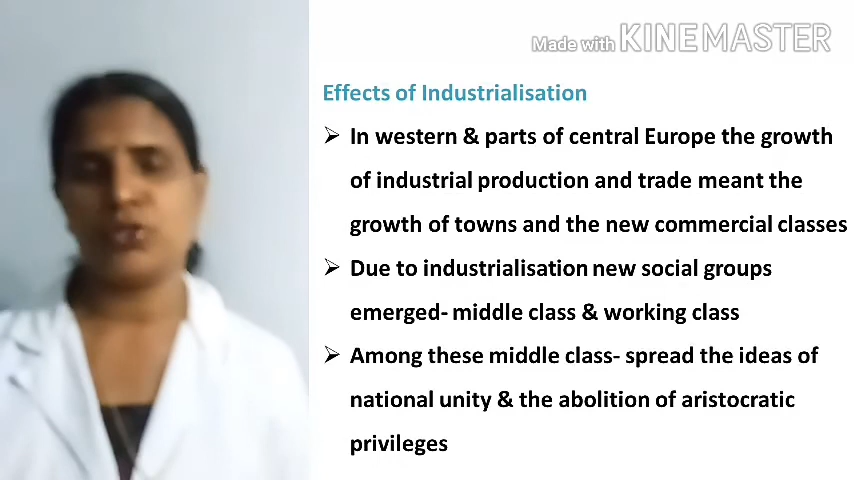 Made with KINEMASTER
Effects of Industrialisation
➢ In western & parts of central Europe the growth
of industrial production and trade meant the
growth of towns and the new commercial classes
➢ Due to industrialisation new social groups
emerged- middle class & working class
➢ Among these middle class- spread the ideas of
national unity & the abolition of aristocratic
privileges